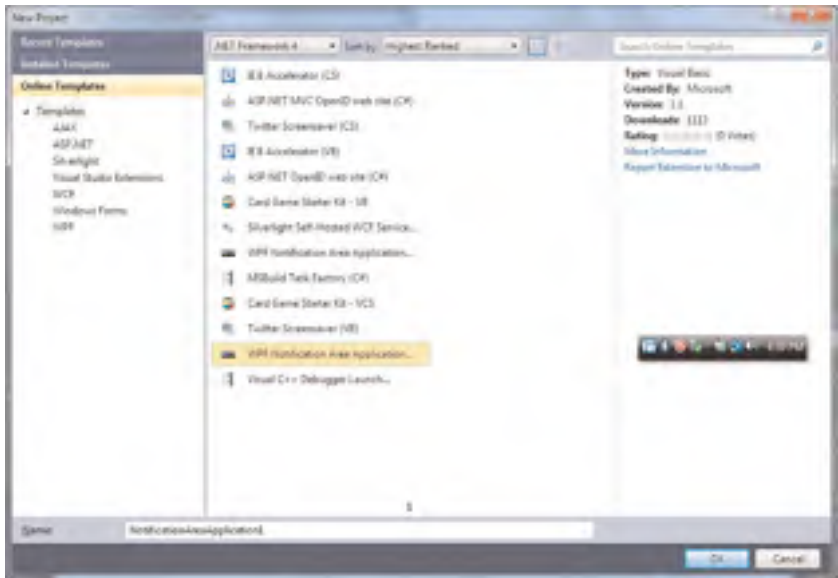 New Project
Recent Templates
Installed Templates
Online Templates
Templates
AJAX
ASP.NET
Silverlight
Visual Studio Extensions
WCF
Windows Forms
WPF
.NET Framework 4
Sort by: Highest Ranked
IE8 Accelerator (CS)
ASP.NET MVC OpenID web site (C#)
Twitter Screensaver (CS)
IE8 Accelerator (VB)
ASP.NET OpenID web site (C#)
Card Game Starter Kit - VB
Silverlight Self-Hosted WCF Service...
WPF Notification Area Application...
MSBuild Task Factory (C#)
Card Game Starter Kit - VCS
Twitter Screensaver (VB)
WPF Notification Area Application...
Visual C++ Debugger Launch...
1
Search Online Templates
Type: Visual Basic
Created By: Microsoft
Version:
Downloads:
Rating: (0 Votes)
More Information
Report Extension to Microsoft
Name: NotificationAreaApplication1
OK
Cancel